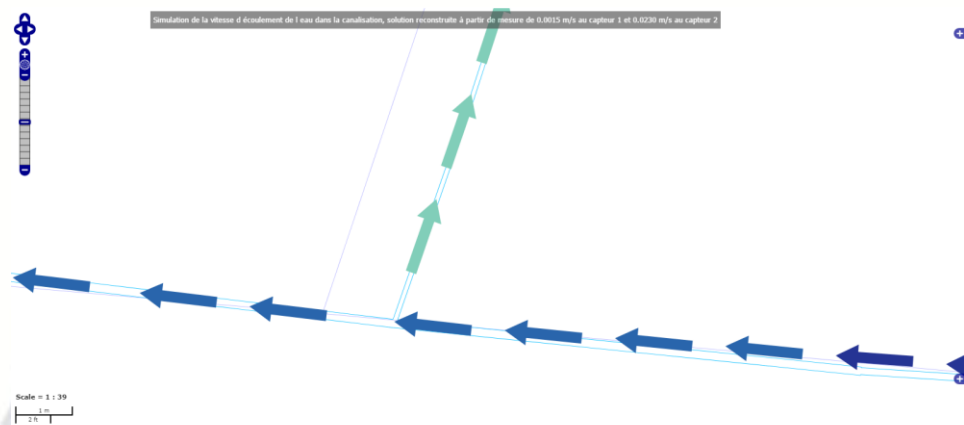 Simulation de la vitesse d écoulement de l eau dans la canalisation, solution reconstruite à partir de mesure de 0.0015 m/s au capteur 1 et 0.0230 m/s au capteur 2
Scale = 1 : 39
1 m
2 ft